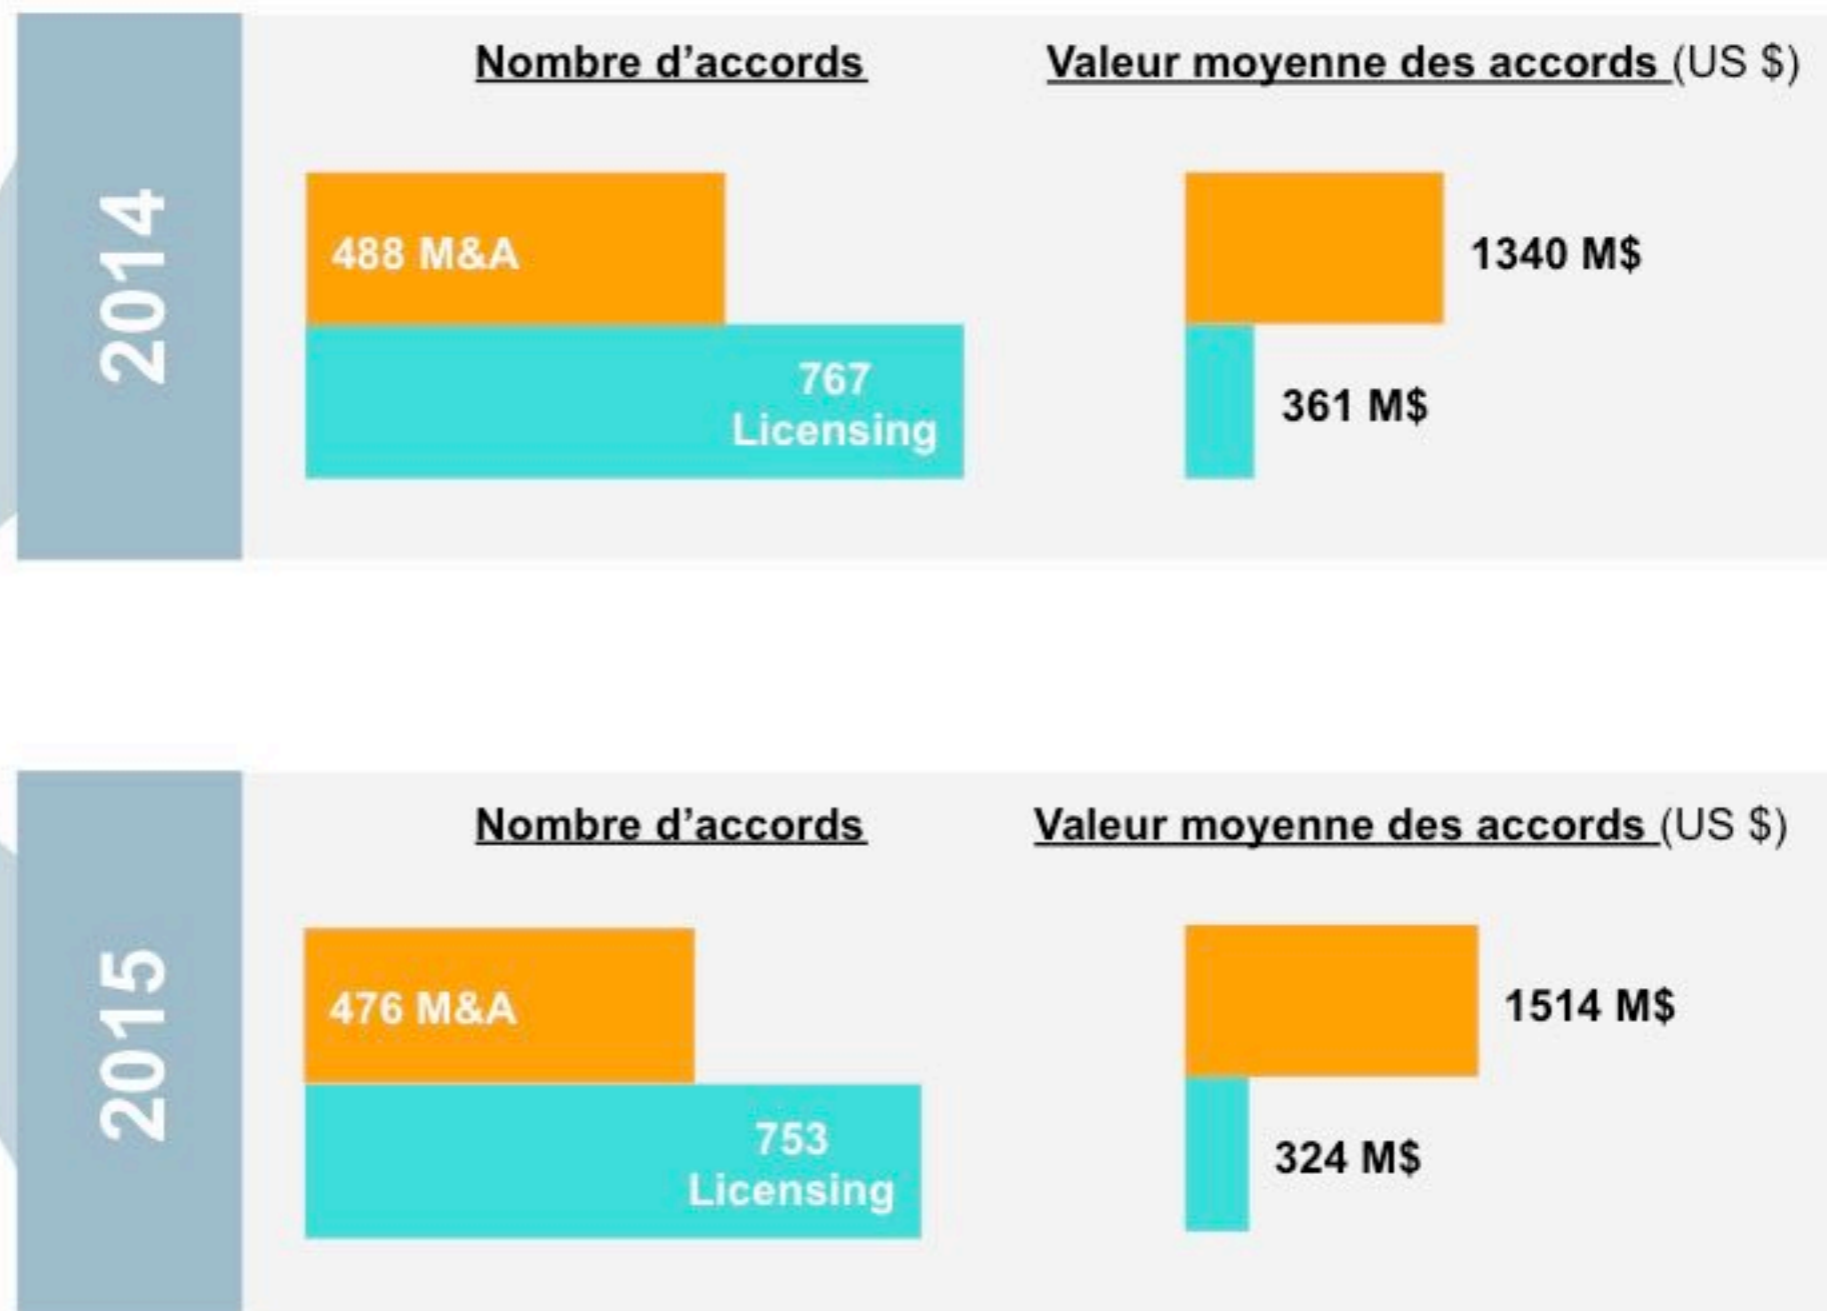 2014
Nombre d’accords
Valeur moyenne des accords (US $)
488 M&A
767
Licensing
1340 M$
361 M$
2015
Nombre d’accords
Valeur moyenne des accords (US $)
476 M&A
753
Licensing
1514 M$
324 M$